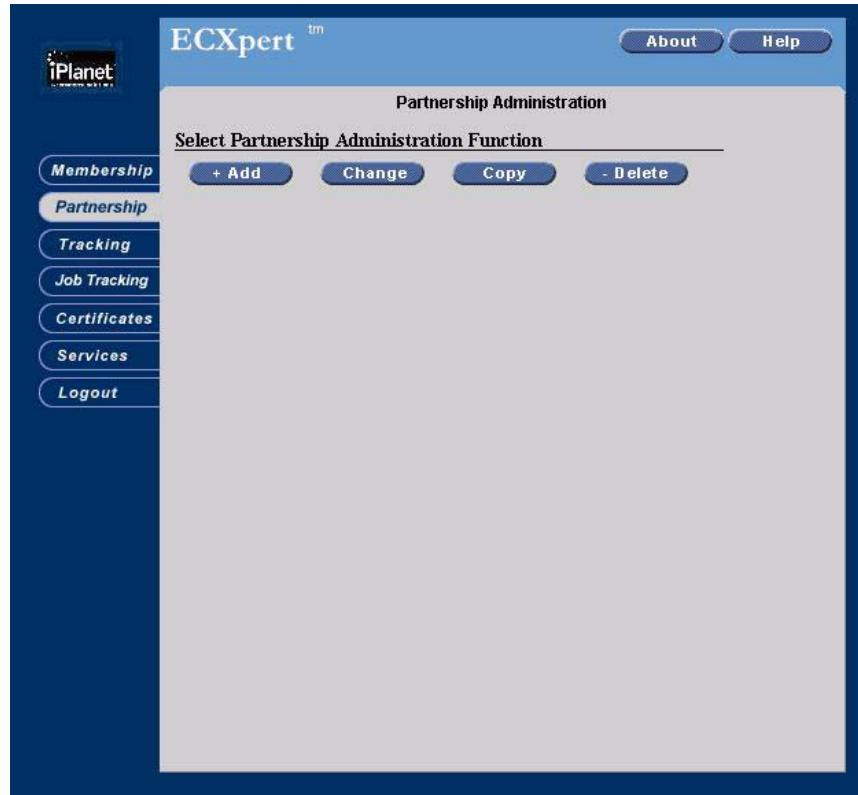 iPlanet
ECXpert tm
About Help
Partnership Administration
Select Partnership Administration Function
+ Add Change Copy - Delete
Membership
Partnership
Tracking
Job Tracking
Certificates
Services
Logout